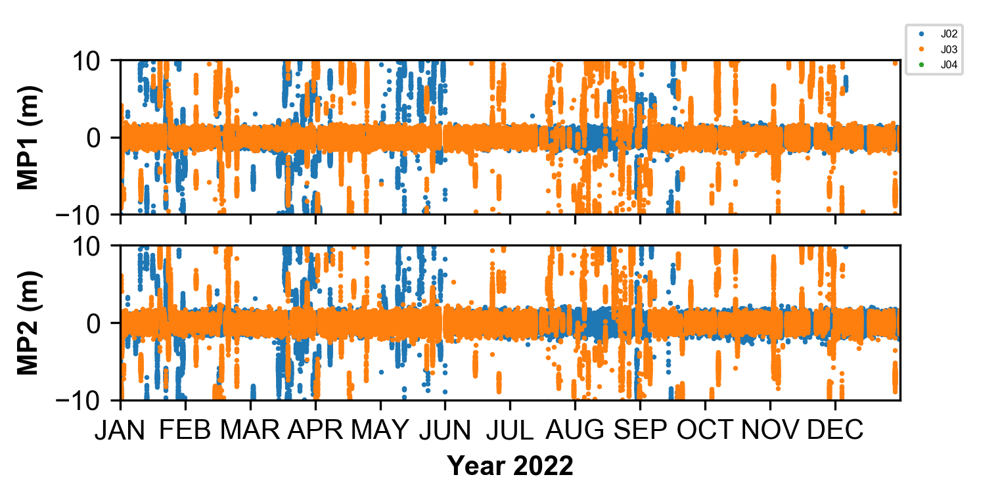 J02
J03
J04
10
0
−10
MP1 (m)
10
0
−10
MP2 (m)
JAN FEB MAR APR MAY JUN JUL AUG SEP OCT NOV DEC
Year 2022